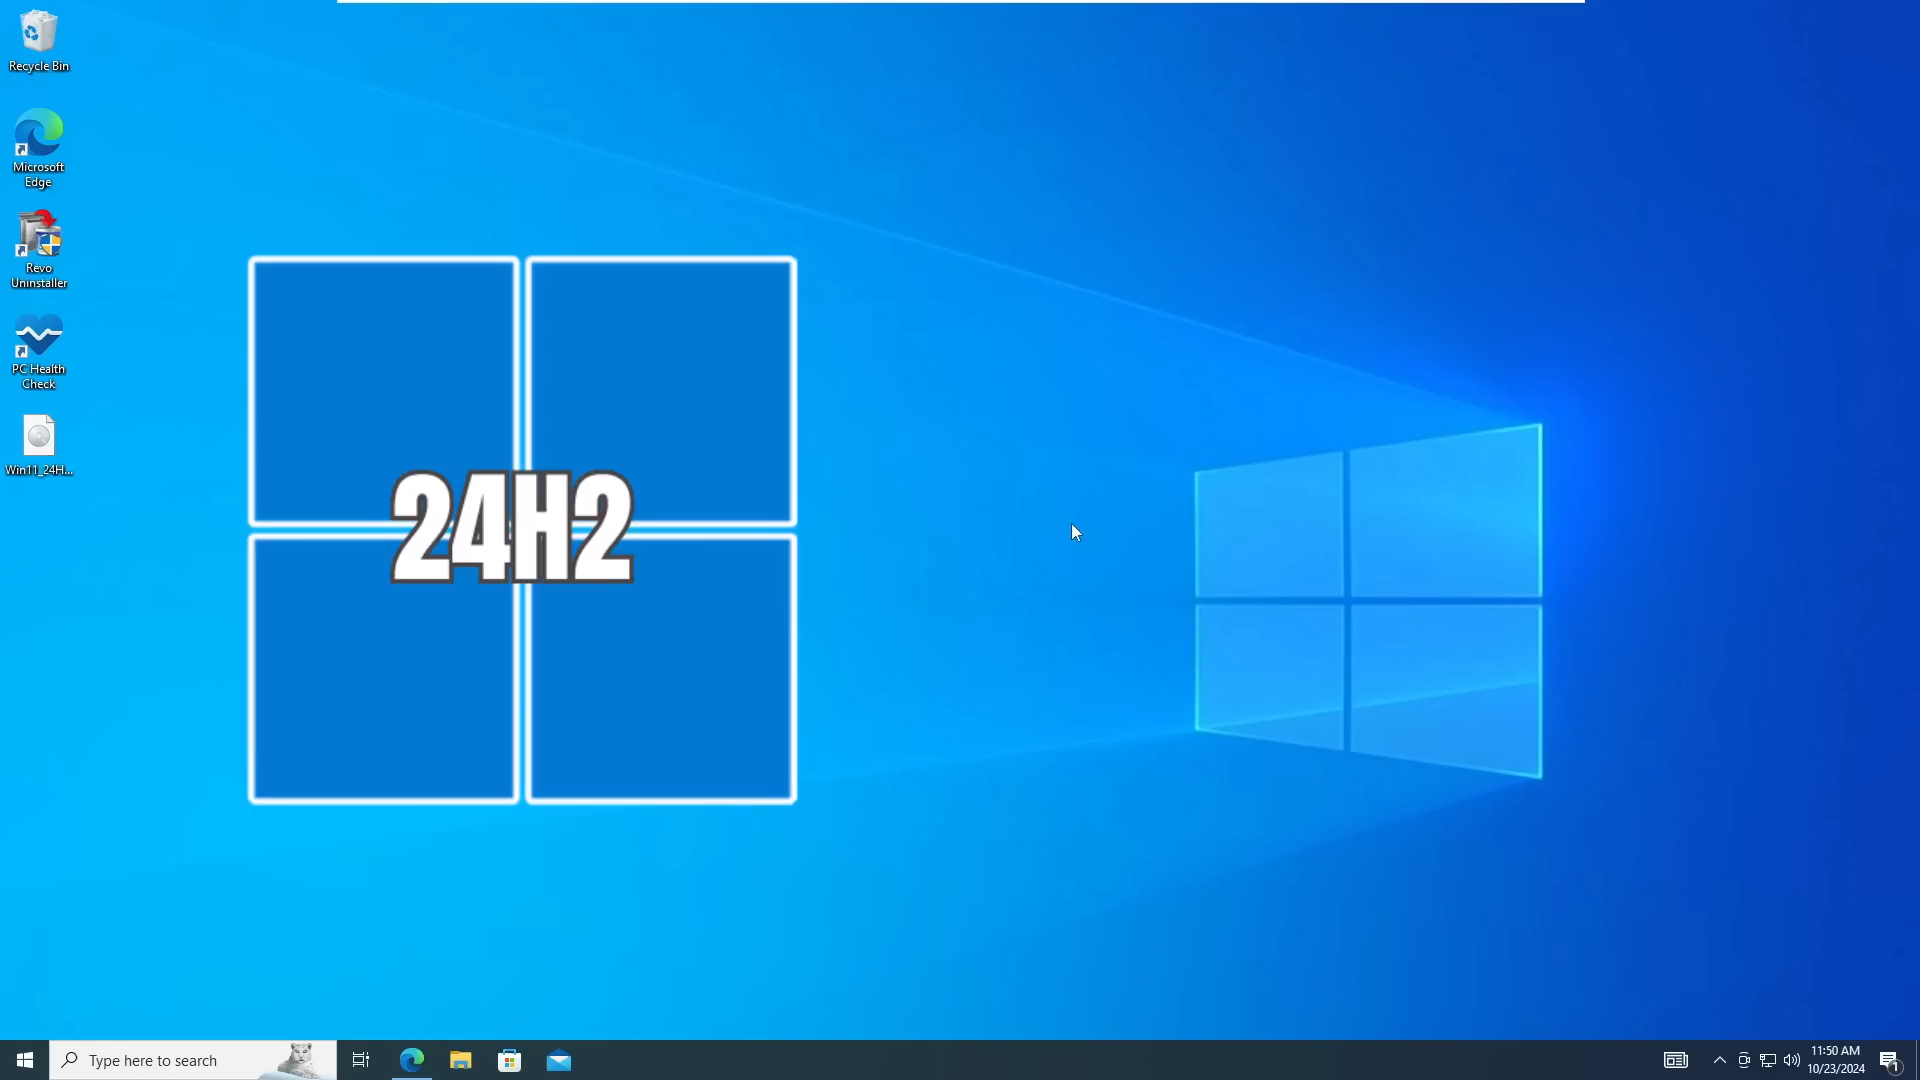 Recycle Bin
Microsoft
Edge
Revo
Uninstaller
PC Health
Check
Win11_24H...
24H2
Type here to search
11:50 AM
10/23/2024
1